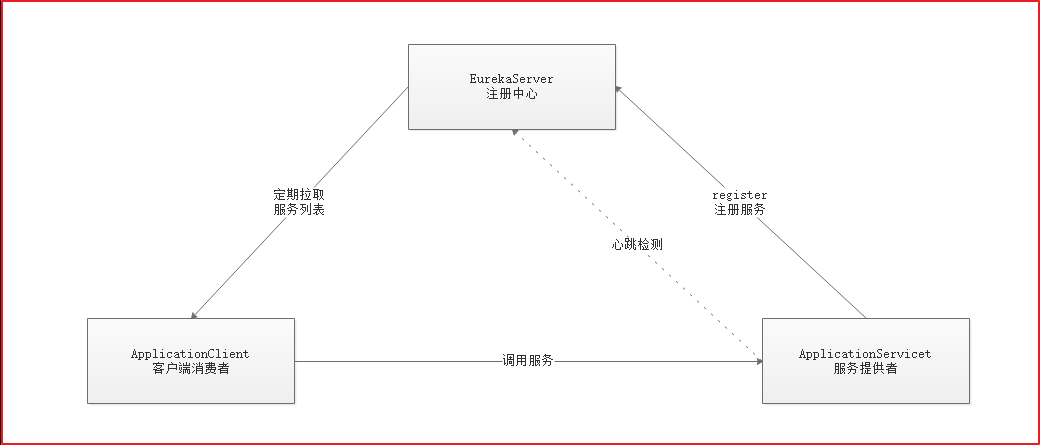 EurekaServer
注册中心
定期拉取
服务列表
register
注册服务
心跳检测
ApplicationClient
客户端消费者
调用服务
ApplicationServicet
服务提供者